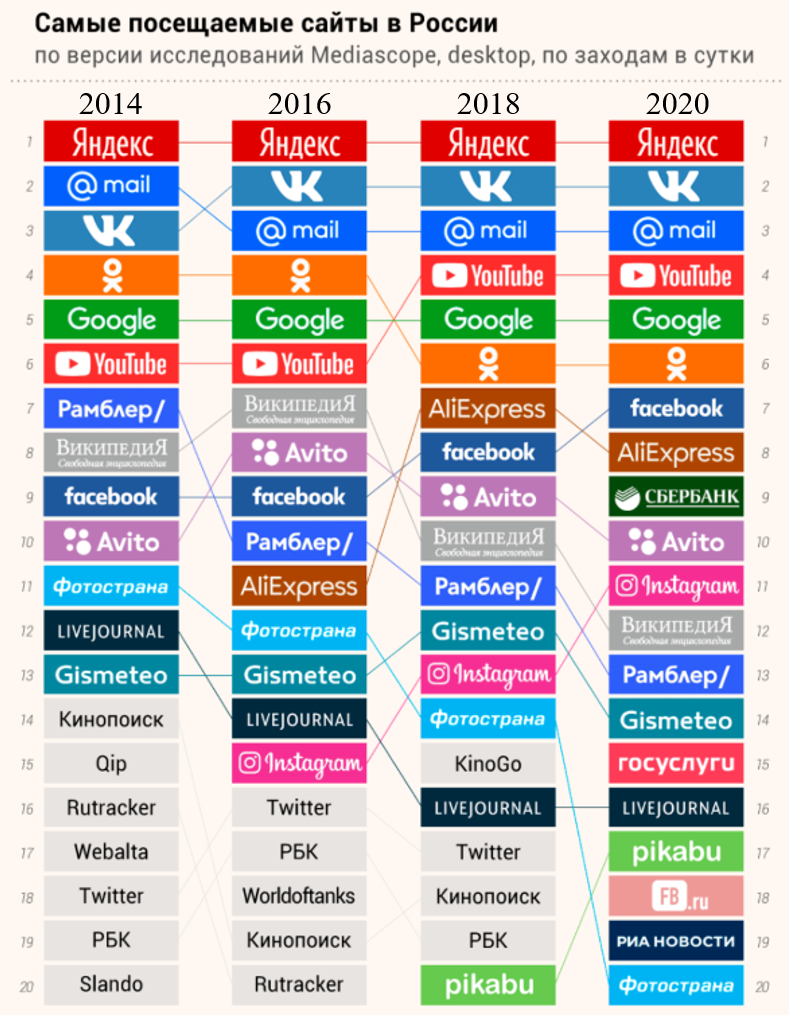 Самые посещаемые сайты в России
по версии исследований Mediascope, desktop, по заходам в сутки
2014 2016 2018 2020
1 Яндекс Яндекс Яндекс Яндекс 1
2 @mail VK VK VK 2
3 VK @mail @mail @mail 3
4 YouTube YouTube 4
5 Google Google Google Google 5
6 YouTube YouTube 6
7 Рамблер/ ВИКИПЕДИЯ Свободная энциклопедия AliExpress facebook 7
8 ВИКИПЕДИЯ Свободная энциклопедия Avito facebook AliExpress 8
9 facebook facebook Avito СБЕРБАНК 9
10 Avito Рамблер/ ВИКИПЕДИЯ Свободная энциклопедия Avito 10
11 Фотострана AliExpress Рамблер/ Instagram 11
12 LIVEJOURNAL Фотострана Gismeteo ВИКИПЕДИЯ Свободная энциклопедия 12
13 Gismeteo Gismeteo Instagram Рамблер/ 13
14 Кинопоиск LIVEJOURNAL Фотострана Gismeteo 14
15 Qip Instagram KinoGo госуслуги 15
16 Rutracker Twitter LIVEJOURNAL LIVEJOURNAL 16
17 Webalta РБК Twitter pikabu 17
18 Twitter Worldoftanks Кинопоиск FB.ru 18
19 РБК Кинопоиск РБК РИА НОВОСТИ 19
20 Slando Rutracker pikabu Фотострана 20